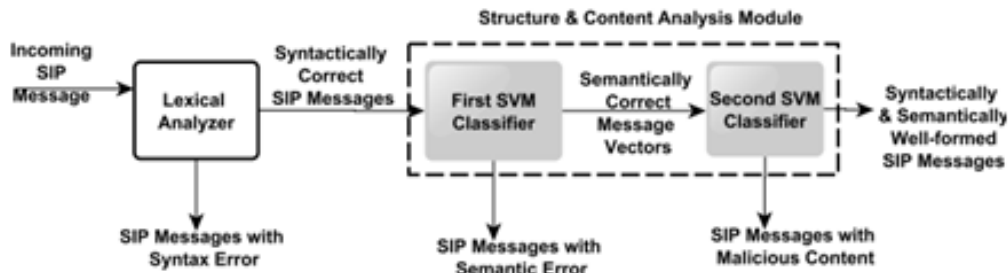 Structure & Content Analysis Module
Incoming
SIP
Message
Lexical
Analyzer
Syntactically
Correct
SIP Messages
First SVM
Classifier
Semantically
Correct
Message
Vectors
Second SVM
Classifier
Syntactically
& Semantically
Well-formed
SIP Messages
SIP Messages with
Syntax Error
SIP Messages with
Semantic Error
SIP Messages with
Malicious Content